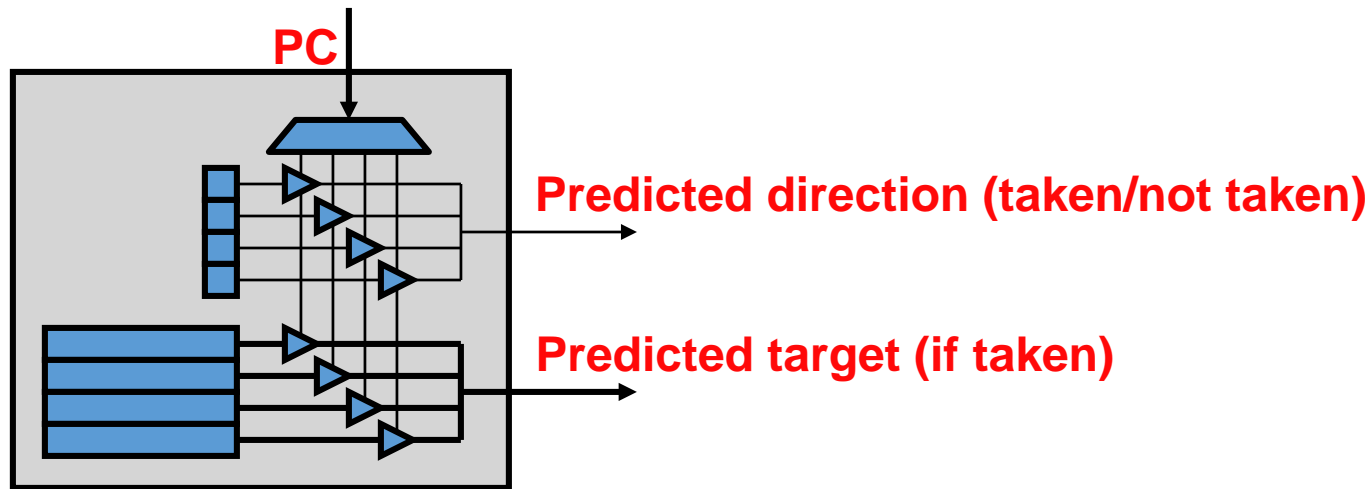 PC
Predicted direction (taken/not taken)
Predicted target (if taken)